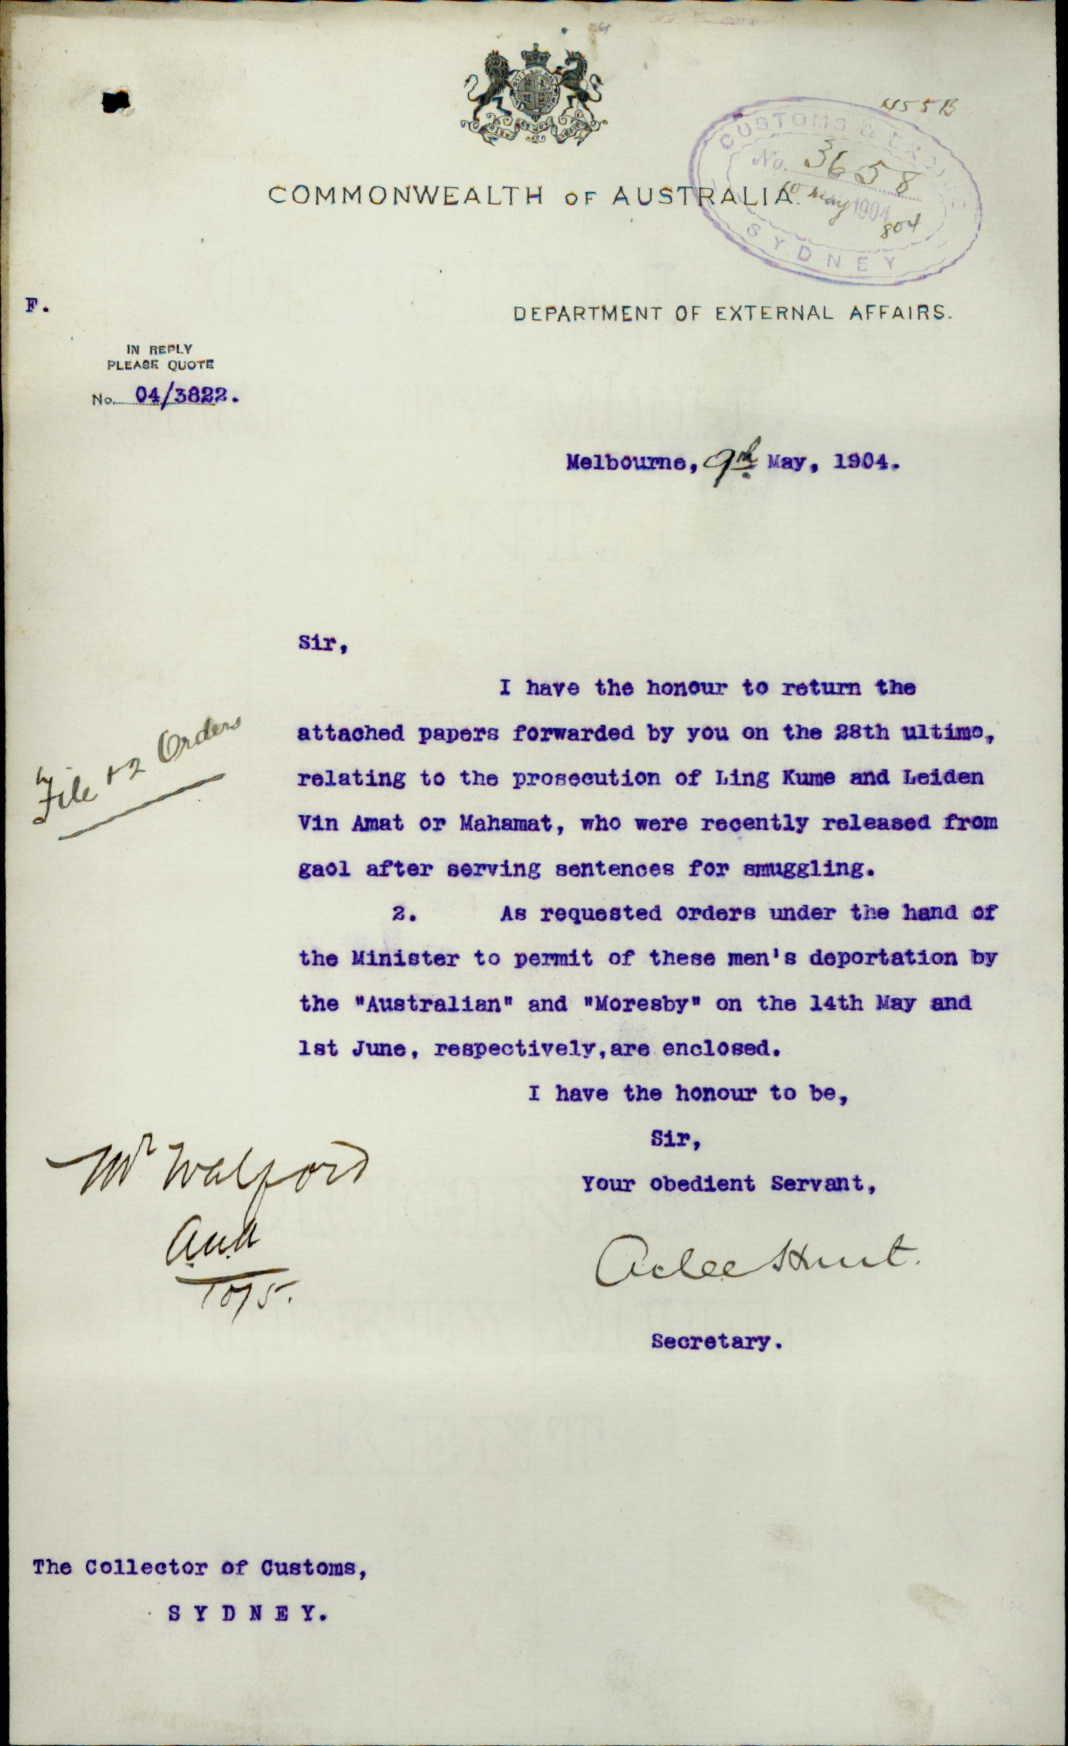 455B
CUSTOMS & EXCISE
No. 3658
10 May 1904
804
SYDNEY
COMMONWEALTH OF AUSTRALIA.
F.
DEPARTMENT OF EXTERNAL AFFAIRS.
IN REPLY
PLEASE QUOTE
No. 04/3822.
Melbourne, 9th May, 1904.
Sir,
I have the honour to return the
attached papers forwarded by you on the 28th ultimo,
relating to the prosecution of Ling Kume and Leiden
Vin Amat or Mahamat, who were recently released from
gaol after serving sentences for smuggling.
File + 2 Orders
2. As requested orders under the hand of
the Minister to permit of these men's deportation by
the "Australian" and "Moresby" on the 14th May and
1st June, respectively,are enclosed.
I have the honour to be,
Sir,
Your obedient Servant,
Mr Walford
Atlee Hunt.
10/5.
Secretary.
The Collector of Customs,
SYDNEY.